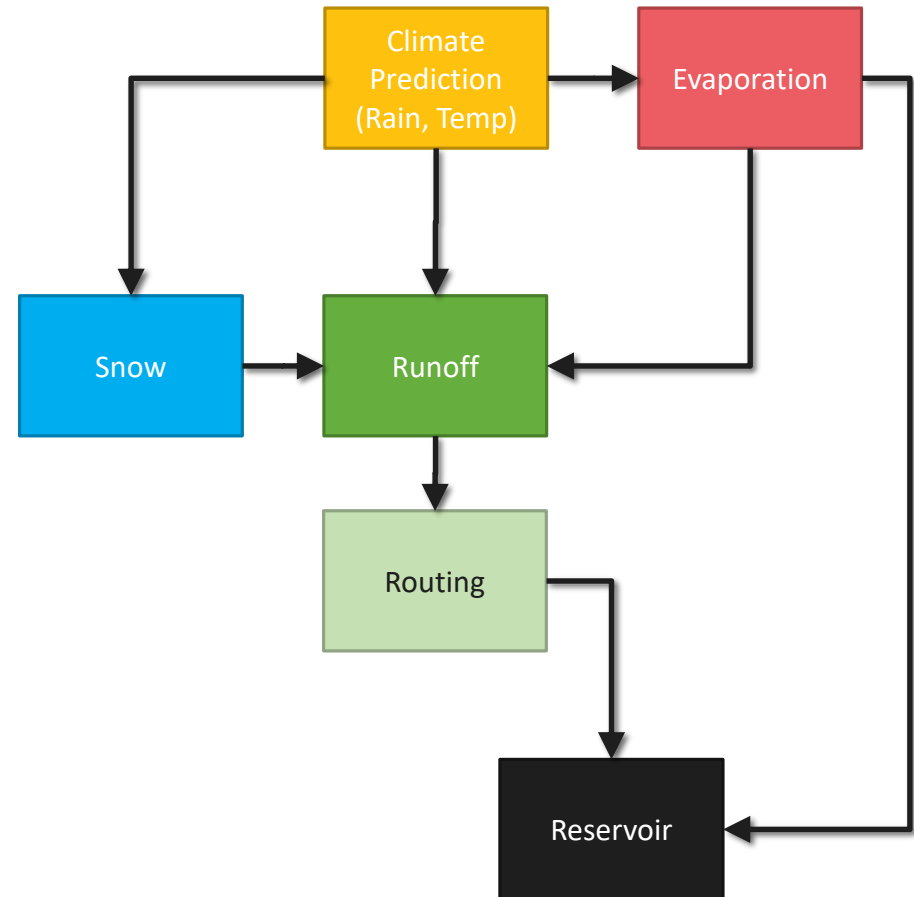 Climate
Prediction
(Rain, Temp)
Evaporation
Snow
Runoff
Routing
Reservoir